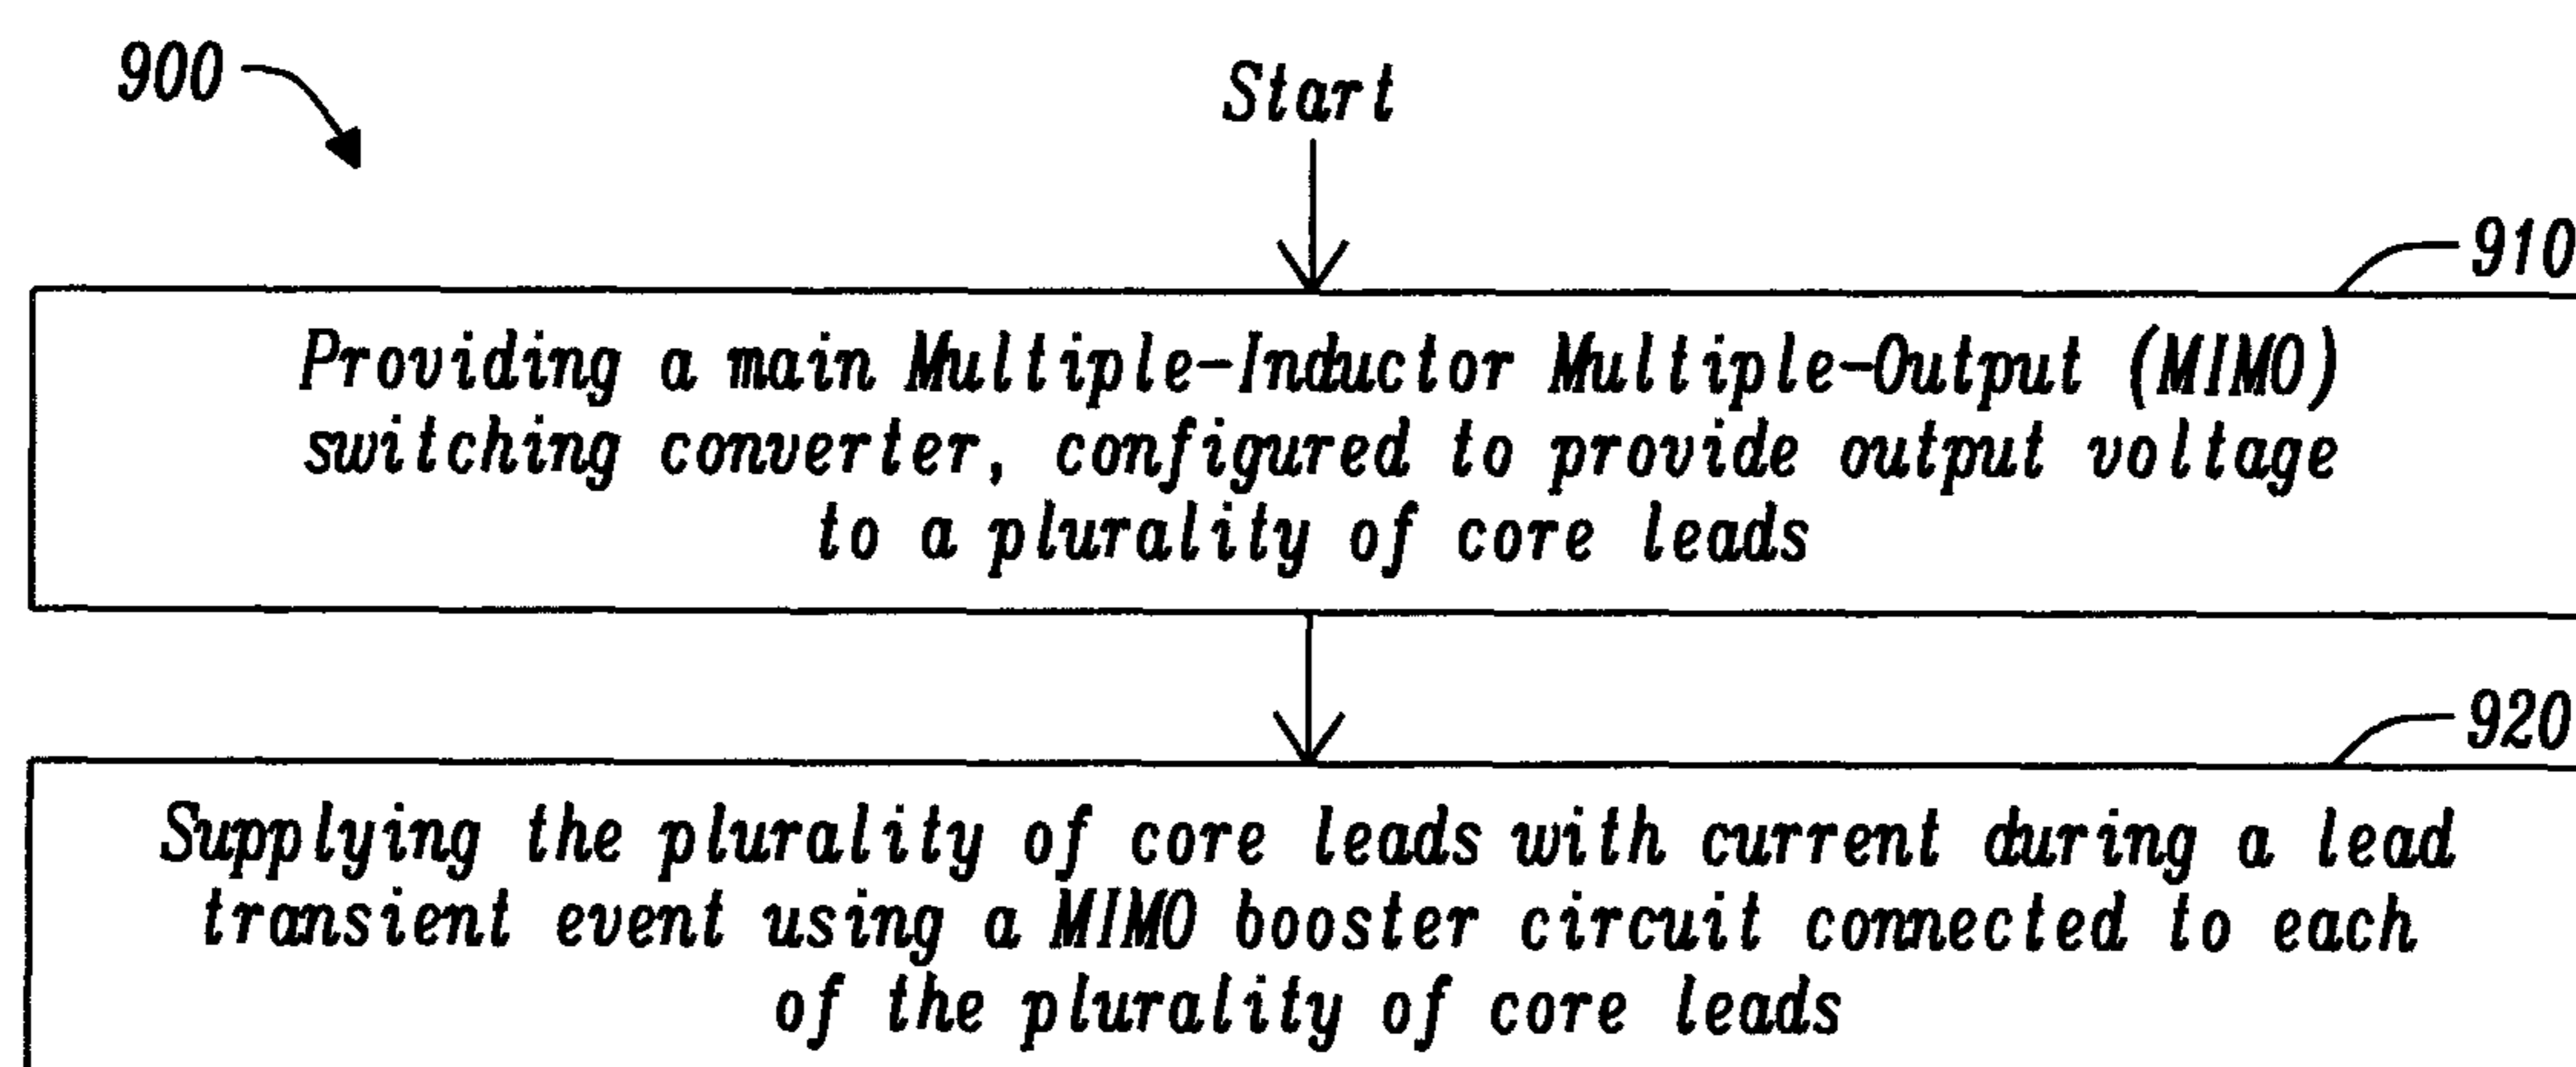 900
Start
910
Providing a main Multiple-Inductor Multiple-Output (MIMO)
switching converter, configured to provide output voltage
to a plurality of core leads
920
Supplying the plurality of core leads with current during a lead
transient event using a MIMO booster circuit connected to each
of the plurality of core leads